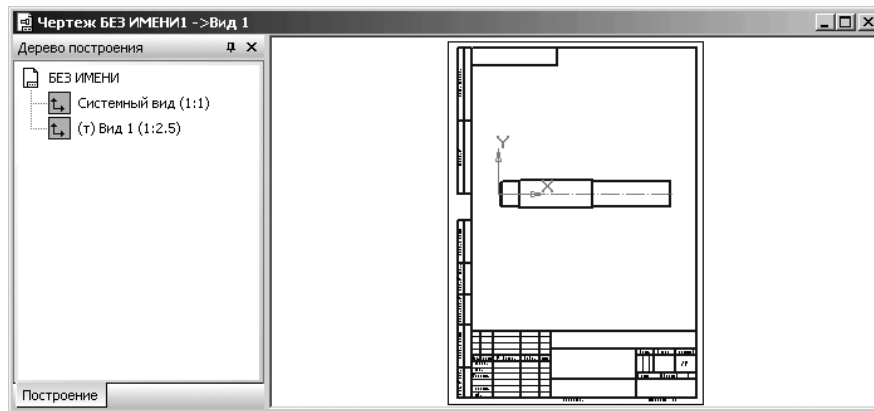 Чертеж БЕЗ ИМЕНИ1 ->Вид 1
Дерево построения
БЕЗ ИМЕНИ
Системный вид (1:1)
(т) Вид 1 (1:2.5)
Построение
Y
X